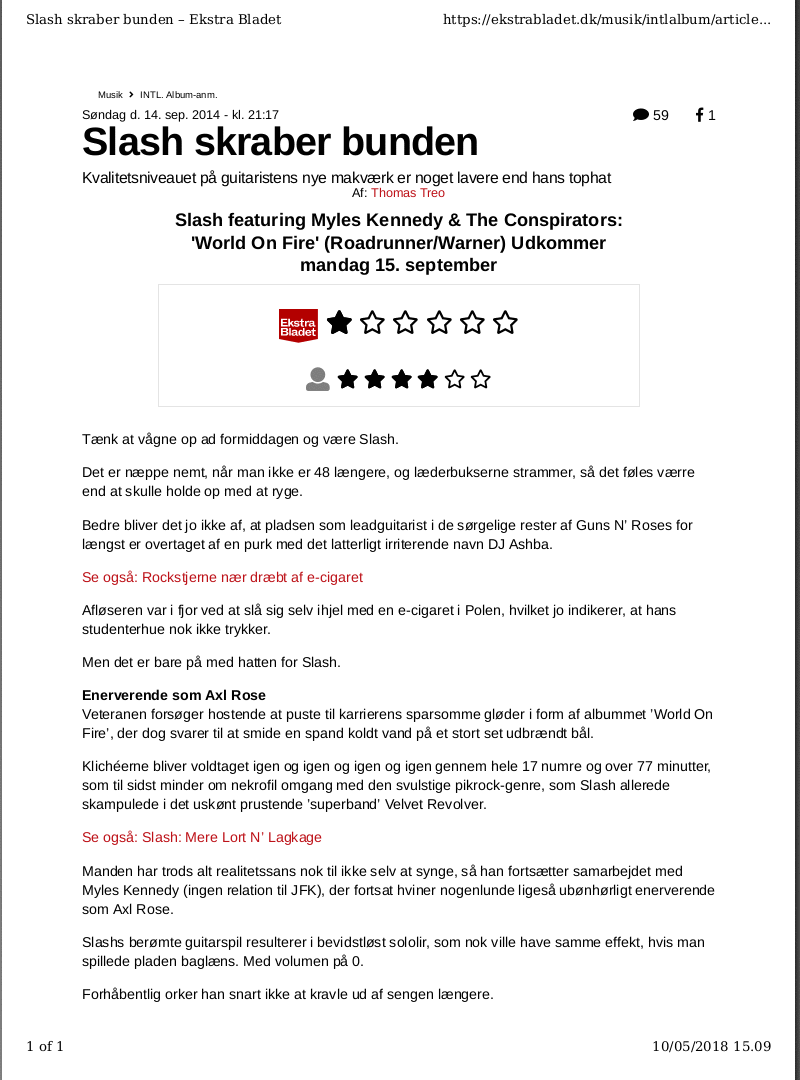 Slash skraber bunden – Ekstra Bladet
https://ekstrabladet.dk/musik/intlalbum/article...
Musik > INTL. Album-anm.
Søndag d. 14. sep. 2014 - kl. 21:17
59 1
Slash skraber bunden
Kvalitetsniveauet på guitaristens nye makværk er noget lavere end hans tophat
Af: Thomas Treo
Slash featuring Myles Kennedy & The Conspirators:
'World On Fire' (Roadrunner/Warner) Udkommer
mandag 15. september
Ekstra
Bladet
Tænk at vågne op ad formiddagen og være Slash.
Det er næppe nemt, når man ikke er 48 længere, og læderbukserne strammer, så det føles værre
end at skulle holde op med at ryge.
Bedre bliver det jo ikke af, at pladsen som leadguitarist i de sørgelige rester af Guns N’ Roses for
længst er overtaget af en purk med det latterligt irriterende navn DJ Ashba.
Se også: Rockstjerne nær dræbt af e-cigaret
Afløseren var i fjor ved at slå sig selv ihjel med en e-cigaret i Polen, hvilket jo indikerer, at hans
studenterhue nok ikke trykker.
Men det er bare på med hatten for Slash.
Enerverende som Axl Rose
Veteranen forsøger hostende at puste til karrierens sparsomme gløder i form af albummet ’World On
Fire’, der dog svarer til at smide en spand koldt vand på et stort set udbrændt bål.
Klichéerne bliver voldtaget igen og igen og igen og igen gennem hele 17 numre og over 77 minutter,
som til sidst minder om nekrofil omgang med den svulstige pikrock-genre, som Slash allerede
skampulede i det uskønt prustende ’superband’ Velvet Revolver.
Se også: Slash: Mere Lort N’ Lagkage
Manden har trods alt realitetssans nok til ikke selv at synge, så han fortsætter samarbejdet med
Myles Kennedy (ingen relation til JFK), der fortsat hviner nogenlunde ligeså ubønhørligt enerverende
som Axl Rose.
Slashs berømte guitarspil resulterer i bevidstløst sololir, som nok ville have samme effekt, hvis man
spillede pladen baglæns. Med volumen på 0.
Forhåbentlig orker han snart ikke at kravle ud af sengen længere.
1 of 1
10/05/2018 15.09